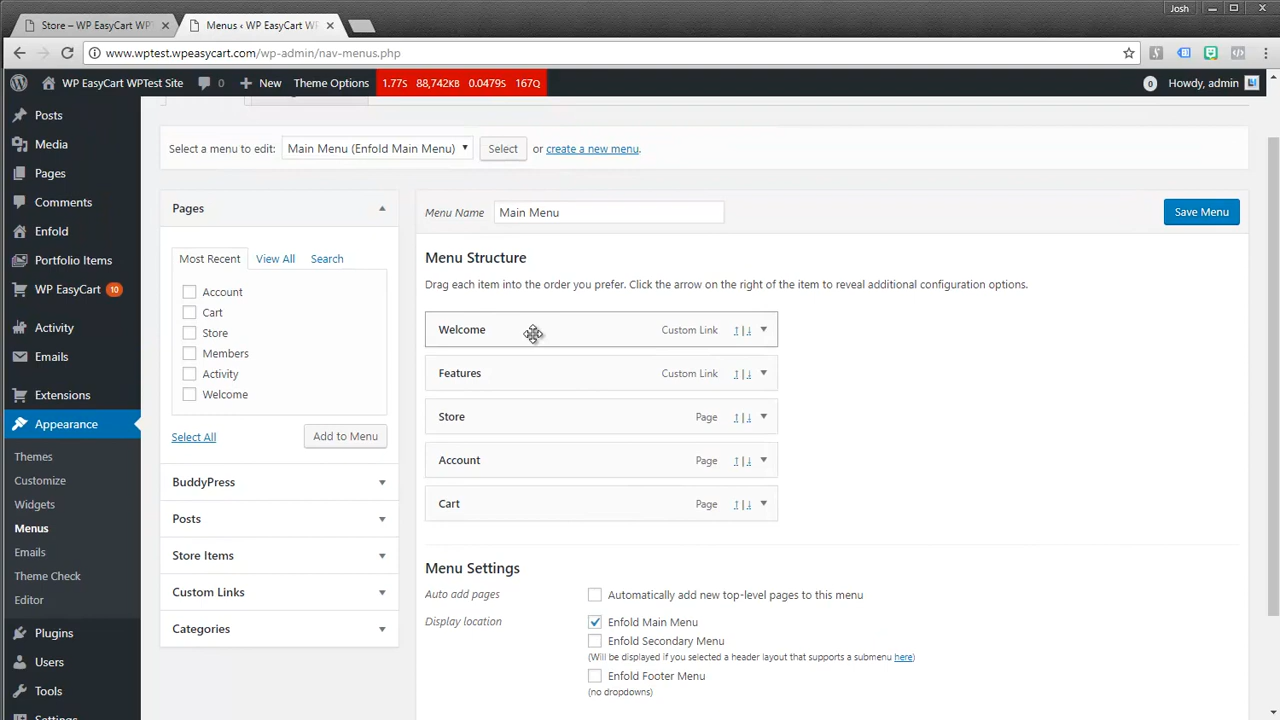 Josh
Store – WP EasyCart WPT
Menus ‹ WP EasyCart WP
www.wptest.wpeasycart.com/wp-admin/nav-menus.php
WP EasyCart WPTest Site
0
New
Theme Options
1.77S 88,742KB 0.0479S 167Q
0
Howdy, admin
Posts
Media
Pages
Comments
Enfold
Portfolio Items
WP EasyCart 10
Activity
Emails
Extensions
Appearance
Themes
Customize
Widgets
Menus
Emails
Theme Check
Editor
Plugins
Users
Tools
Settings
Select a menu to edit: Main Menu (Enfold Main Menu) Select or create a new menu.
Pages
Most Recent View All Search
Account
Cart
Store
Members
Activity
Welcome
Select All Add to Menu
BuddyPress
Posts
Store Items
Custom Links
Categories
Menu Name Main Menu Save Menu
Menu Structure
Drag each item into the order you prefer. Click the arrow on the right of the item to reveal additional configuration options.
Welcome Custom Link ↑|↓
Features Custom Link ↑|↓
Store Page ↑|↓
Account Page ↑|↓
Cart Page ↑|↓
Menu Settings
Auto add pages Automatically add new top-level pages to this menu
Display location Enfold Main Menu
Enfold Secondary Menu
(Will be displayed if you selected a header layout that supports a submenu here)
Enfold Footer Menu
(no dropdowns)